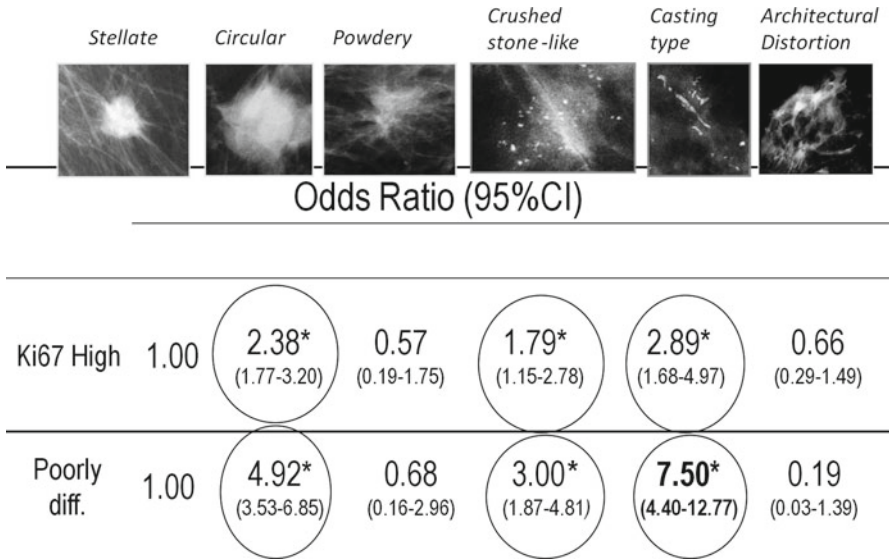 Stellate Circular Powdery Crushed stone-like Casting type Architectural Distortion
Odds Ratio (95%CI)
Ki67 High 1.00 2.38* 0.57 1.79* 2.89* 0.66
(1.77-3.20) (0.19-1.75) (1.15-2.78) (1.68-4.97) (0.29-1.49)
Poorly diff. 1.00 4.92* 0.68 3.00* 7.50* 0.19
(3.53-6.85) (0.16-2.96) (1.87-4.81) (4.40-12.77) (0.03-1.39)